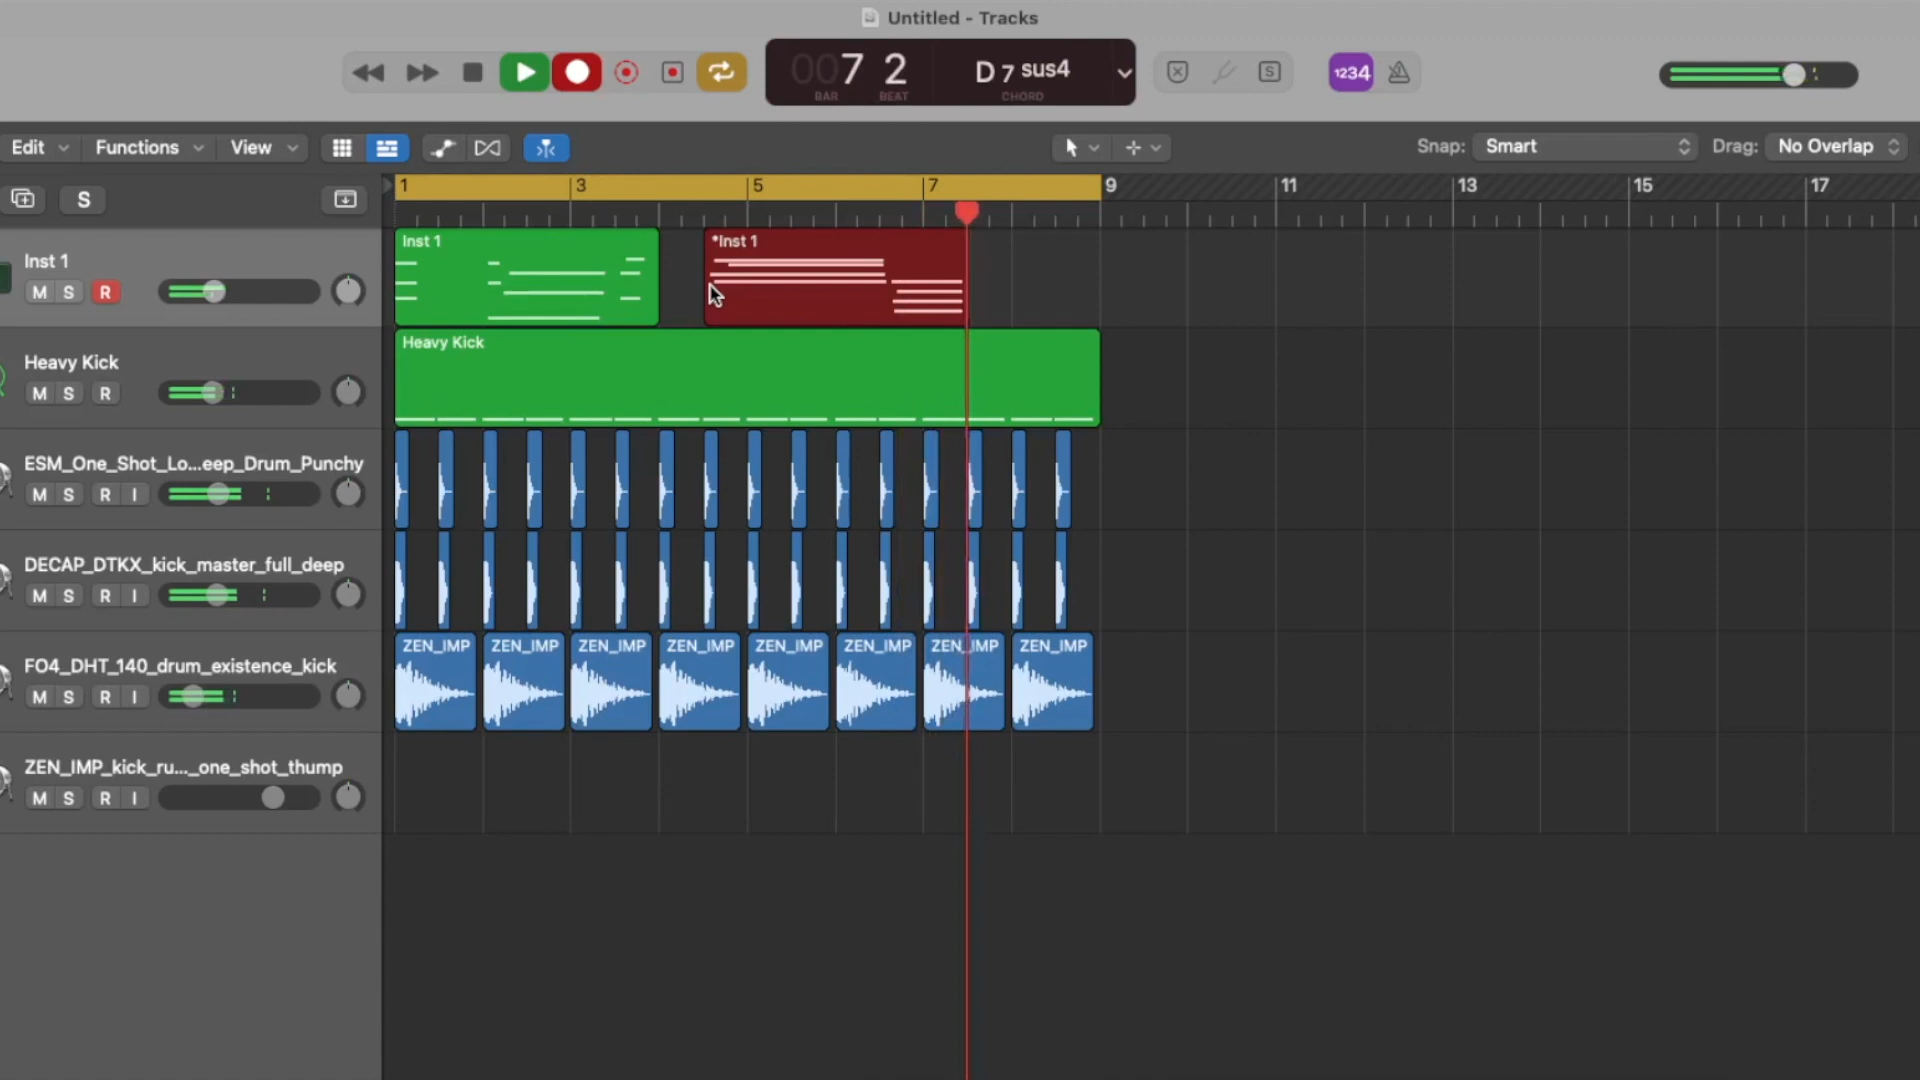 Untitled - Tracks
007 2 D 7 sus4
BAR BEAT CHORD
S
1234
Edit Functions View Snap: Smart Drag: No Overlap
S
1 3 5 7 9 11 13 15 17
Inst 1
M S R
Inst 1 *Inst 1
Heavy Kick
M S R
Heavy Kick
ESM_One_Shot_Lo...eep_Drum_Punchy
M S R I
DECAP_DTKX_kick_master_full_deep
M S R I
FO4_DHT_140_drum_existence_kick
M S R I
ZEN_IMP ZEN_IMP ZEN_IMP ZEN_IMP ZEN_IMP ZEN_IMP ZEN_IMP ZEN_IMP
ZEN_IMP_kick_ru..._one_shot_thump
M S R I